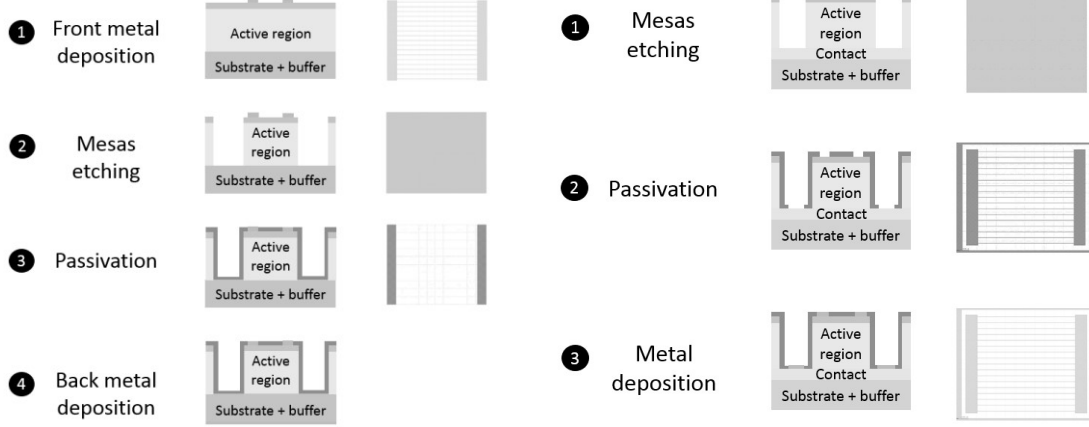 1
Front metal
deposition
Active region
Substrate + buffer
2
Mesas
etching
Active
region
Substrate + buffer
3
Passivation
Active
region
Substrate + buffer
4
Back metal
deposition
Active
region
Substrate + buffer
1
Mesas
etching
Active
region
Contact
Substrate + buffer
2
Passivation
Active
region
Contact
Substrate + buffer
3
Metal
deposition
Active
region
Contact
Substrate + buffer